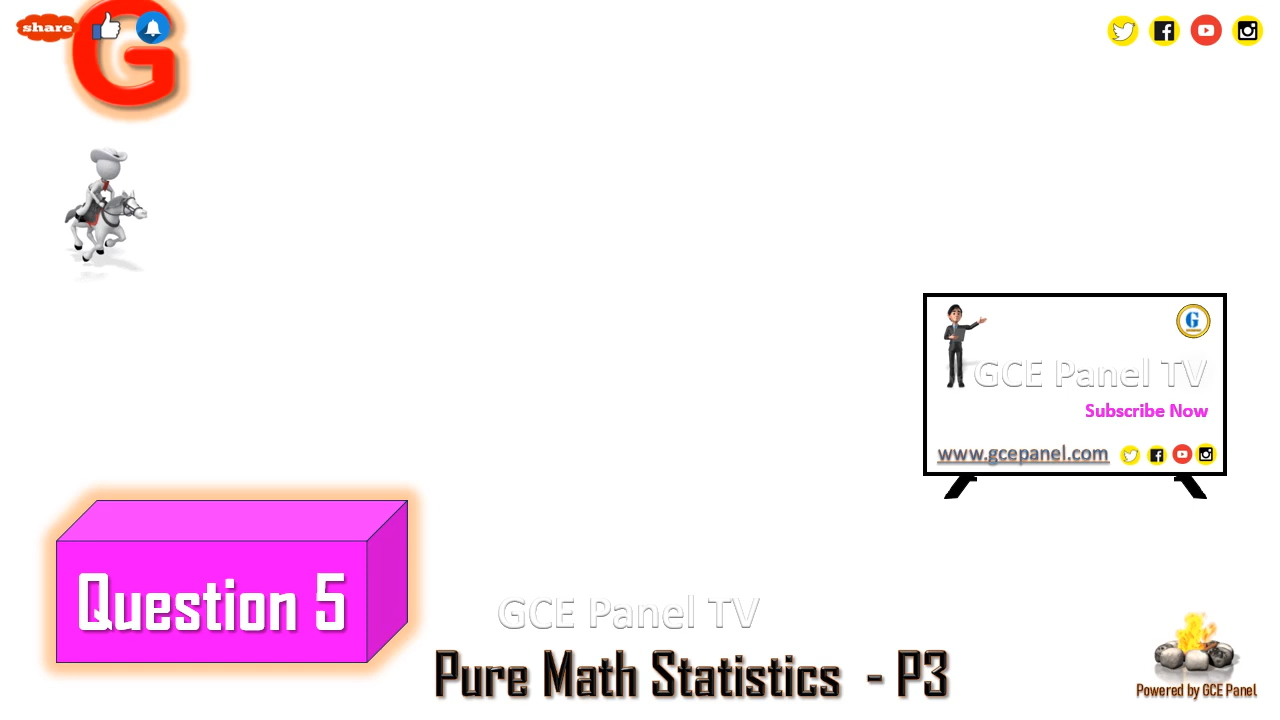 share
G
G
GCE Panel TV
Subscribe Now
www.gcepanel.com
Question 5
GCE Panel TV
Pure Math Statistics - P3
Powered by GCE Panel